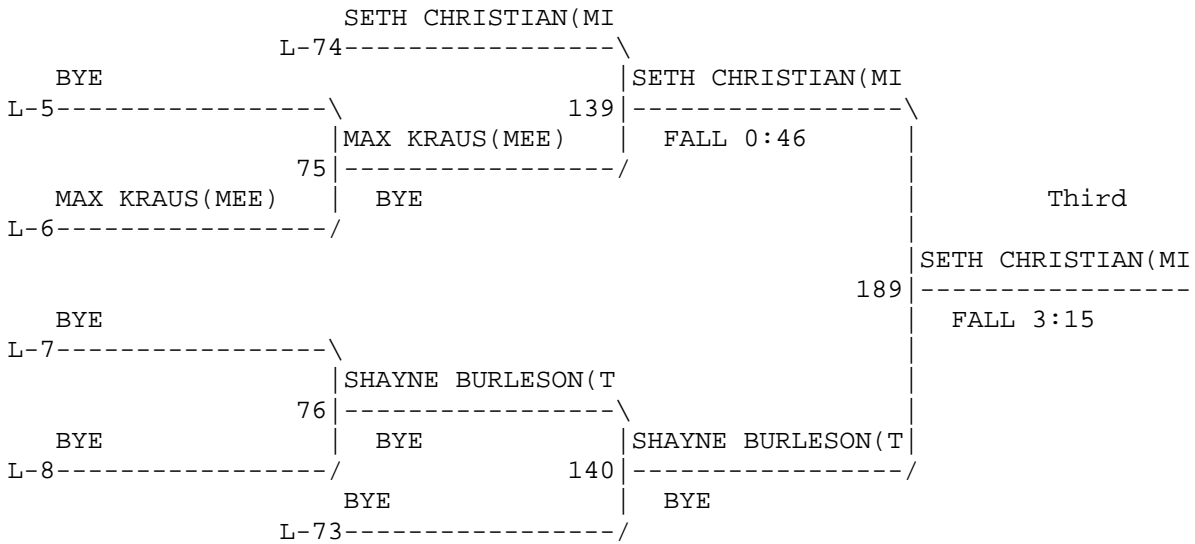 SETH CHRISTIAN(MI
L-74-----------------\
BYE |SETH CHRISTIAN(MI
L-5-----------------\ 139|-----------------\
|MAX KRAUS(MEE) | FALL 0:46 |
75|-----------------/ |
MAX KRAUS(MEE) | BYE | Third
L-6-----------------/ |
|SETH CHRISTIAN(MI
189|-----------------
BYE | FALL 3:15
L-7-----------------\ |
|SHAYNE BURLESON(T |
76|-----------------\ |
BYE | BYE |SHAYNE BURLESON(T|
L-8-----------------/ 140|-----------------/
BYE | BYE
L-73-----------------/